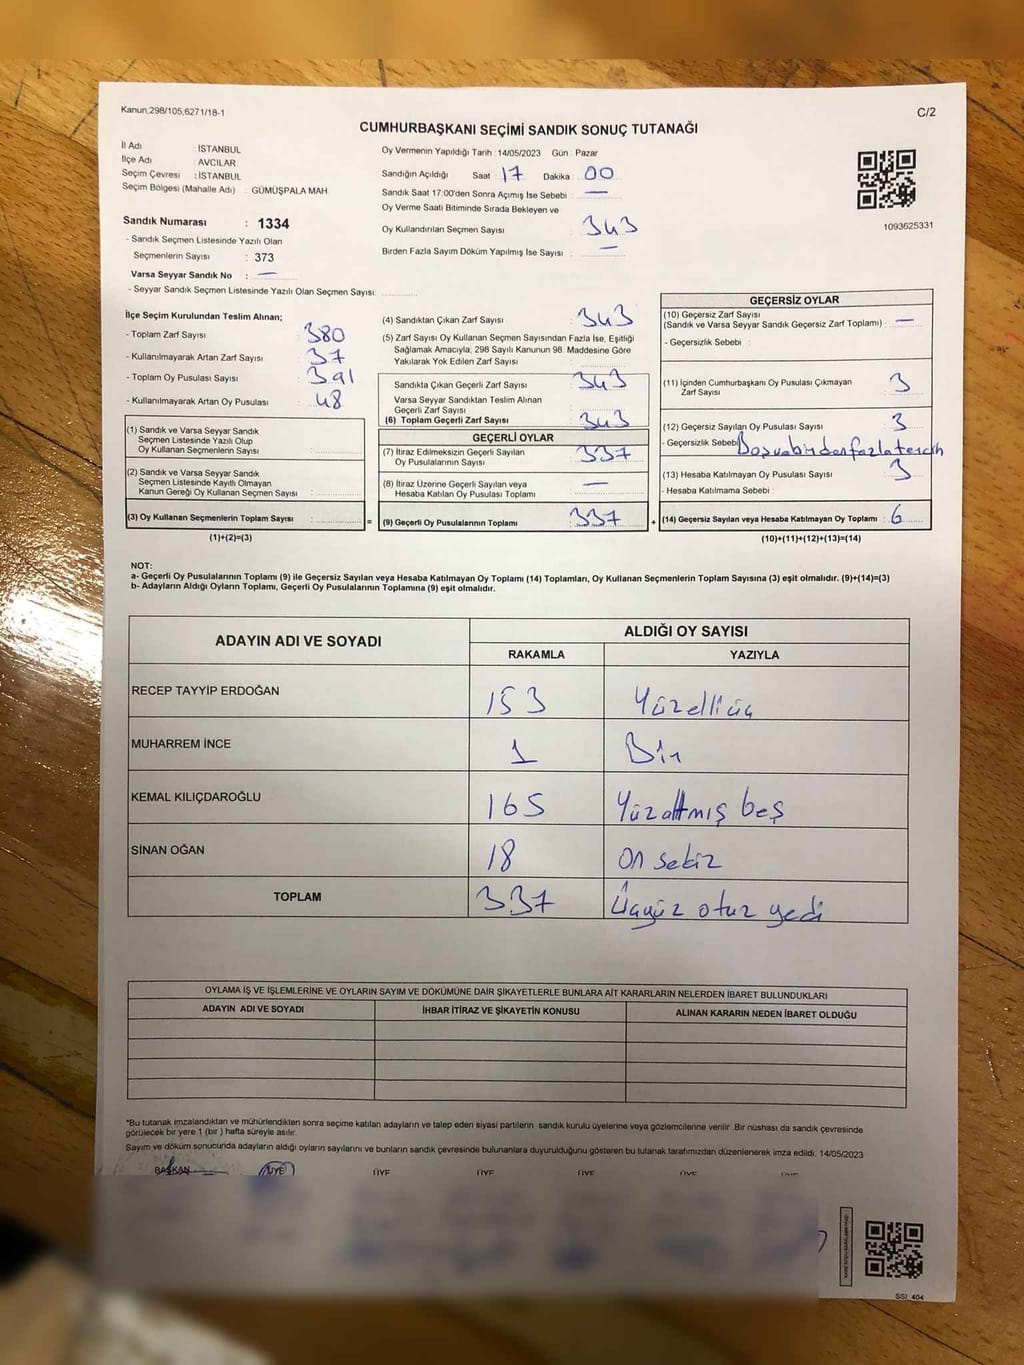 Kanun,298/105,6271/18-1
C/2
CUMHURBAŞKANI SEÇİMİ SANDIK SONUÇ TUTANAĞI
İl Adı : İSTANBUL
İlçe Adı : AVCILAR
Seçim Çevresi : İSTANBUL
Seçim Bölgesi (Mahalle Adı) : GÜMÜŞPALA MAH.
Sandık Numarası : 1334
- Sandık Seçmen Listesinde Yazılı Olan
Seçmenlerin Sayısı : 373
Varsa Seyyar Sandık No : —
- Seyyar Sandık Seçmen Listesinde Yazılı Olan Seçmen Sayısı:
Oy Vermenin Yapıldığı Tarih :14/05/2023 Gün : Pazar
Sandığın Açıldığı Saat : 17 Dakika : 00
Sandık Saat 17:00'den Sonra Açımış İse Sebebi : —
Oy Verme Saati Bitiminde Sırada Bekleyen ve
Oy Kullandırılan Seçmen Sayısı : 343
Birden Fazla Sayım Döküm Yapılmış İse Sayısı : —
1093625331
İlçe Seçim Kurulundan Teslim Alınan;
- Toplam Zarf Sayısı : 380
- Kullanılmayarak Artan Zarf Sayısı : 37
- Toplam Oy Pusulası Sayısı : 391
- Kullanılmayarak Artan Oy Pusulası : 48
(1) Sandık ve Varsa Seyyar Sandık
Seçmen Listesinde Yazılı Olup
Oy Kullanan Seçmenlerin Sayısı :
(2) Sandık ve Varsa Seyyar Sandık
Seçmen Listesinde Kayıtlı Olmayan
Kanun Gereği Oy Kullanan Seçmen Sayısı :
(3) Oy Kullanan Seçmenlerin Toplam Sayısı :
(1)+(2)=(3)
(4) Sandıktan Çıkan Zarf Sayısı : 343
(5) Zarf Sayısı Oy Kullanan Seçmen Sayısından Fazla İse, Eşitliği
Sağlamak Amacıyla; 298 Sayılı Kanunun 98. Maddesine Göre
Yakılarak Yok Edilen Zarf Sayısı :
Sandıkta Çıkan Geçerli Zarf Sayısı : 343
Varsa Seyyar Sandıktan Teslim Alınan
Geçerli Zarf Sayısı :
(6) Toplam Geçerli Zarf Sayısı : 343
GEÇERLİ OYLAR
(7) İtiraz Edilmeksizin Geçerli Sayılan
Oy Pusulalarının Sayısı : 337
(8) İtiraz Üzerine Geçerli Sayılan veya
Hesaba Katılan Oy Pusulası Toplamı : —
= (9) Geçerli Oy Pusulalarının Toplamı : 337 +
GEÇERSİZ OYLAR
(10) Geçersiz Zarf Sayısı
(Sandık ve Varsa Seyyar Sandık Geçersiz Zarf Toplamı) : —
- Geçersizlik Sebebi :
(11) İçinden Cumhurbaşkanı Oy Pusulası Çıkmayan
Zarf Sayısı : 3
(12) Geçersiz Sayılan Oy Pusulası Sayısı : 3
- Geçersizlik Sebebi Boş ve birden fazla tercih
(13) Hesaba Katılmayan Oy Pusulası Sayısı : 3
- Hesaba Katılmama Sebebi :
(14) Geçersiz Sayılan veya Hesaba Katılmayan Oy Toplamı : 6
(10)+(11)+(12)+(13)=(14)
NOT:
a- Geçerli Oy Pusulalarının Toplamı (9) ile Geçersiz Sayılan veya Hesaba Katılmayan Oy Toplamı (14) Toplamları, Oy Kullanan Seçmenlerin Toplam Sayısına (3) eşit olmalıdır. (9)+(14)=(3)
b- Adayların Aldığı Oyların Toplamı, Geçerli Oy Pusulalarının Toplamına (9) eşit olmalıdır.
ADAYIN ADI VE SOYADI
ALDIĞI OY SAYISI
RAKAMLA YAZIYLA
RECEP TAYYİP ERDOĞAN 153 Yüzelliüç
MUHARREM İNCE 1 Bir
KEMAL KILIÇDAROĞLU 165 Yüzaltmış beş
SİNAN OĞAN 18 On sekiz
TOPLAM 337 Üçyüz otuz yedi
OYLAMA İŞ VE İŞLEMLERİNE VE OYLARIN SAYIM VE DÖKÜMÜNE DAİR ŞİKAYETLERLE BUNLARA AİT KARARLARIN NELERDEN İBARET BULUNDUKLARI
ADAYIN ADI VE SOYADI İHBAR İTİRAZ VE ŞİKAYETİN KONUSU ALINAN KARARIN NEDEN İBARET OLDUĞU
*Bu tutanak imzalandıktan ve mühürlendikten sonra seçime katılan adayların ve talep eden siyasi partilerin sandık kurulu üyelerine veya gözlemcilerine verilir .Bir nüshası da sandık çevresinde
görülecek bir yere 1 (bir ) hafta süreyle asılır.
Sayım ve döküm sonucunda adayların aldığı oyların sayılarını ve bunların sandık çevresinde bulunanlara duyurulduğunu gösteren bu tutanak tarafımızdan düzenlenerek imza edildi. 14/05/2023
BAŞKAN ÜYE ÜYE ÜYE ÜYE ÜYE ÜYE
SSİ_404